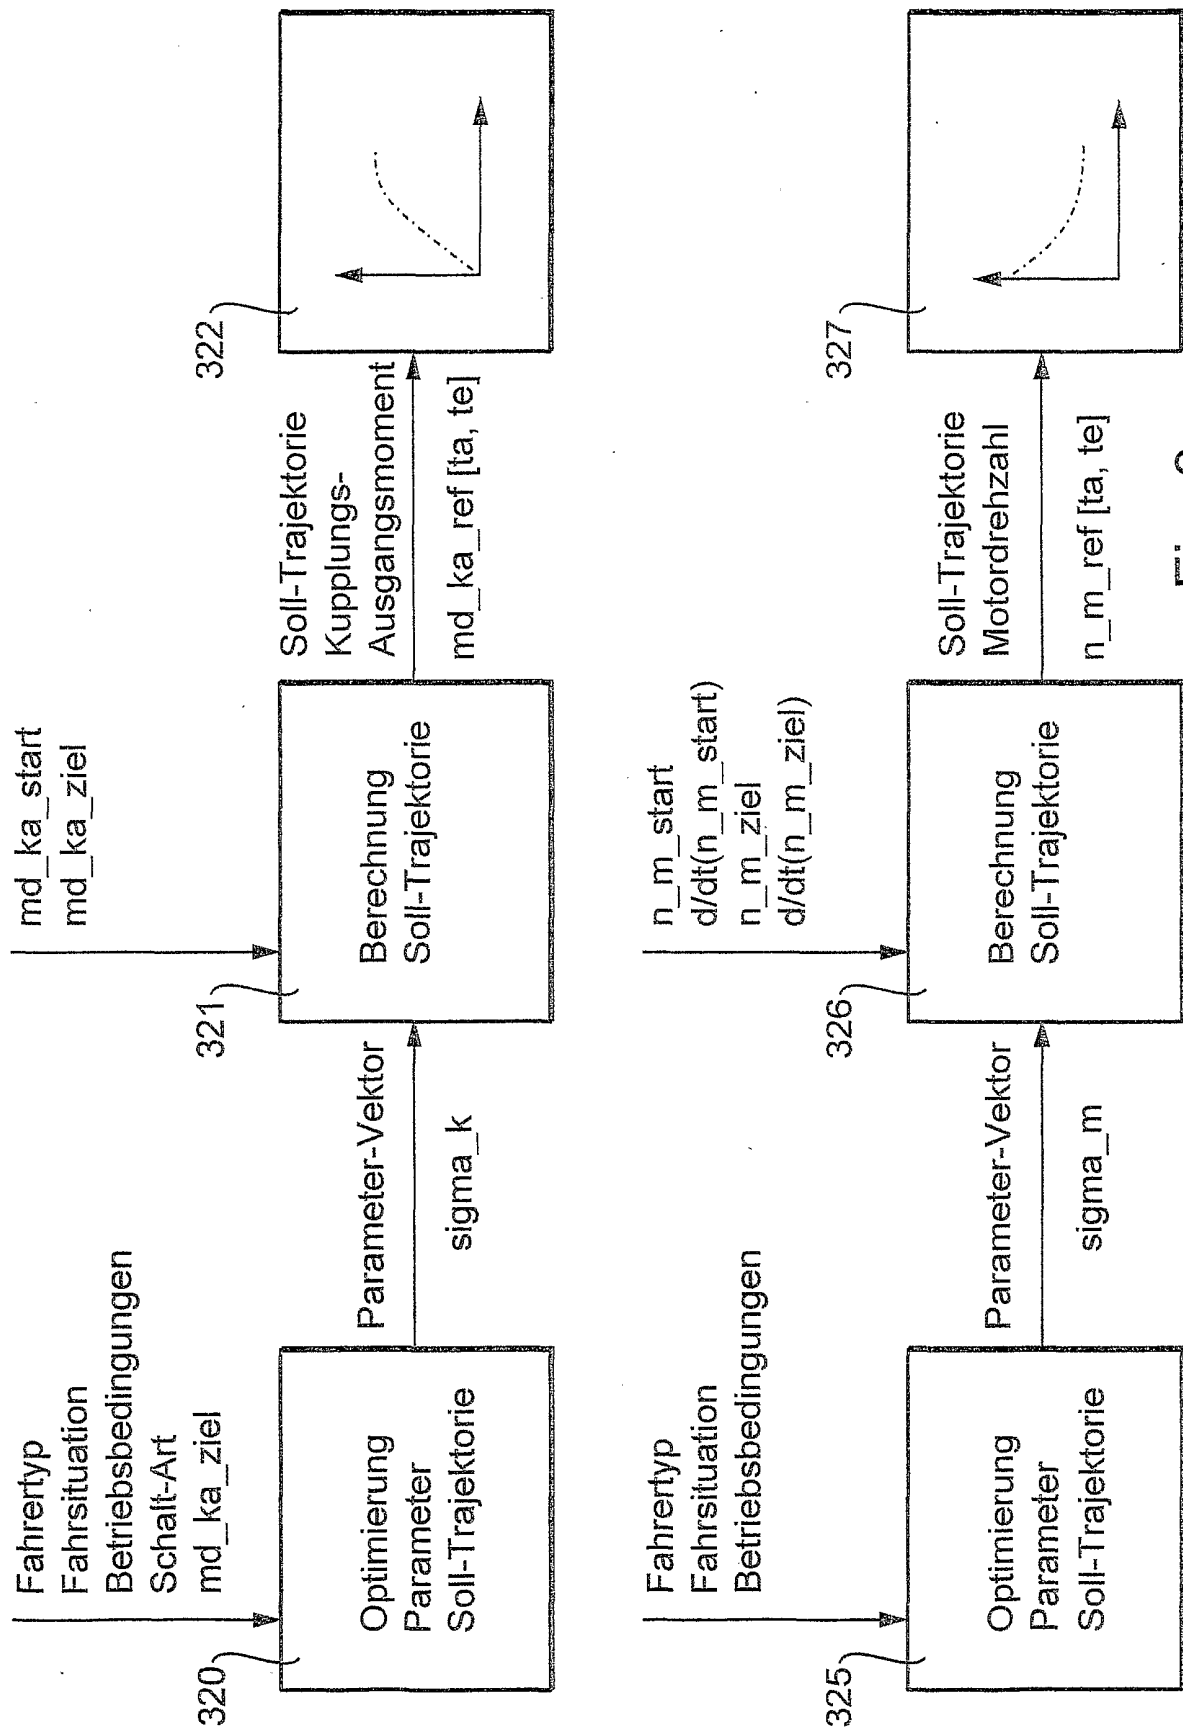 Fahrertyp
Fahrsituation
Betriebsbedingungen
Schalt-Art
md_ka_ziel
320
Optimierung
Parameter
Soll-Trajektorie
Parameter-Vektor
sigma_k
md_ka_start
md_ka_ziel
321
Berechnung
Soll-Trajektorie
Soll-Trajektorie
Kupplungs-
Ausgangsmoment
md_ka_ref [ta, te]
322
Fahrertyp
Fahrsituation
Betriebsbedingungen
325
Optimierung
Parameter
Soll-Trajektorie
Parameter-Vektor
sigma_m
n_m_start
d/dt(n_m_start)
n_m_ziel
d/dt(n_m_ziel)
326
Berechnung
Soll-Trajektorie
Soll-Trajektorie
Motordrehzahl
n_m_ref [ta, te]
327